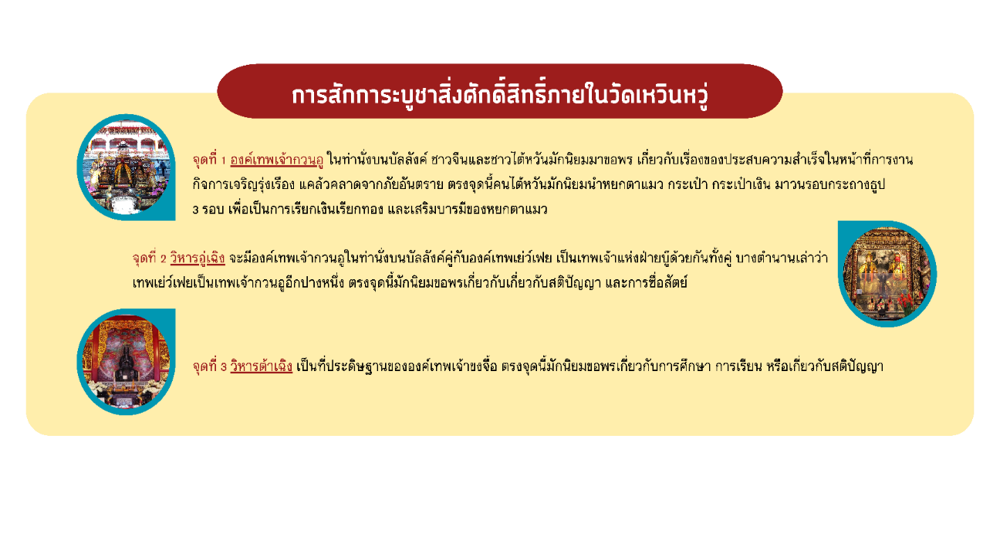 การสักการะบูชาสิ่งศักดิ์สิทธิ์ภายในวัดเหวินหวู่
จุดที่ 1 องค์เทพเจ้ากวนอู ในท่านั่งบนบัลลังค์ ชาวจีนและชาวไต้หวันมักนิยมมาขอพร เกี่ยวกับเรื่องของประสบความสำเร็จในหน้าที่การงาน
กิจการเจริญรุ่งเรือง แคล้วคลาดจากภัยอันตราย ตรงจุดนี้คนไต้หวันมักนิยมนำหยกตาแมว กระเป๋า กระเป๋าเงิน มาวนรอบกระถางธูป
3 รอบ เพื่อเป็นการเรียกเงินเรียกทอง และเสริมบารมีของหยกตาแมว
จุดที่ 2 วิหารอู่เฉิง จะมีองค์เทพเจ้ากวนอูในท่านั่งบนบัลลังค์คู่กับองค์เทพเย่ว์เฟย เป็นเทพเจ้าแห่งฝ่ายบู๊ด้วยกันทั้งคู่ บางตำนานเล่าว่า
เทพเย่ว์เฟยเป็นเทพเจ้ากวนอูอีกปางหนึ่ง ตรงจุดนี้มักนิยมขอพรเกี่ยวกับเกี่ยวกับสติปัญญา และการซื่อสัตย์
จุดที่ 3 วิหารต้าเฉิง เป็นที่ประดิษฐานขององค์เทพเจ้าขงจื้อ ตรงจุดนี้มักนิยมขอพรเกี่ยวกับการศึกษา การเรียน หรือเกี่ยวกับสติปัญญา